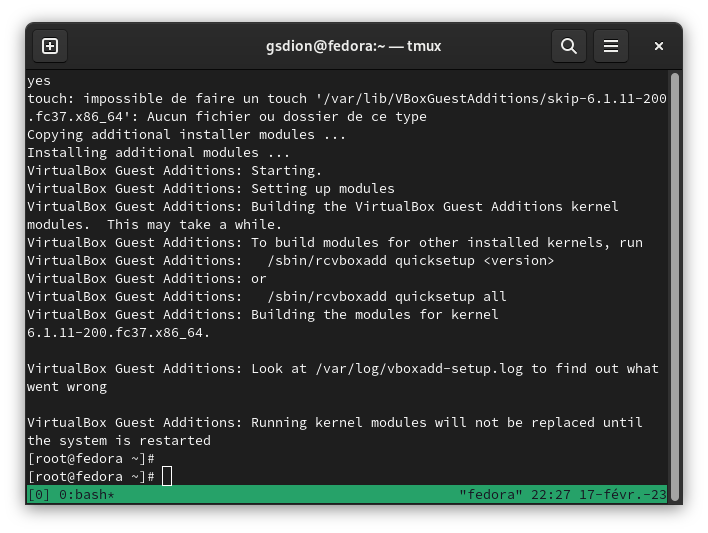 gsdion@fedora:~ — tmux
yes
touch: impossible de faire un touch '/var/lib/VBoxGuestAdditions/skip-6.1.11-200
.fc37.x86_64': Aucun fichier ou dossier de ce type
Copying additional installer modules ...
Installing additional modules ...
VirtualBox Guest Additions: Starting.
VirtualBox Guest Additions: Setting up modules
VirtualBox Guest Additions: Building the VirtualBox Guest Additions kernel
modules.  This may take a while.
VirtualBox Guest Additions: To build modules for other installed kernels, run
VirtualBox Guest Additions:   /sbin/rcvboxadd quicksetup <version>
VirtualBox Guest Additions: or
VirtualBox Guest Additions:   /sbin/rcvboxadd quicksetup all
VirtualBox Guest Additions: Building the modules for kernel
6.1.11-200.fc37.x86_64.
VirtualBox Guest Additions: Look at /var/log/vboxadd-setup.log to find out what
went wrong
VirtualBox Guest Additions: Running kernel modules will not be replaced until
the system is restarted
[root@fedora ~]#
[root@fedora ~]#
[0] 0:bash* "fedora" 22:27 17-févr.-23